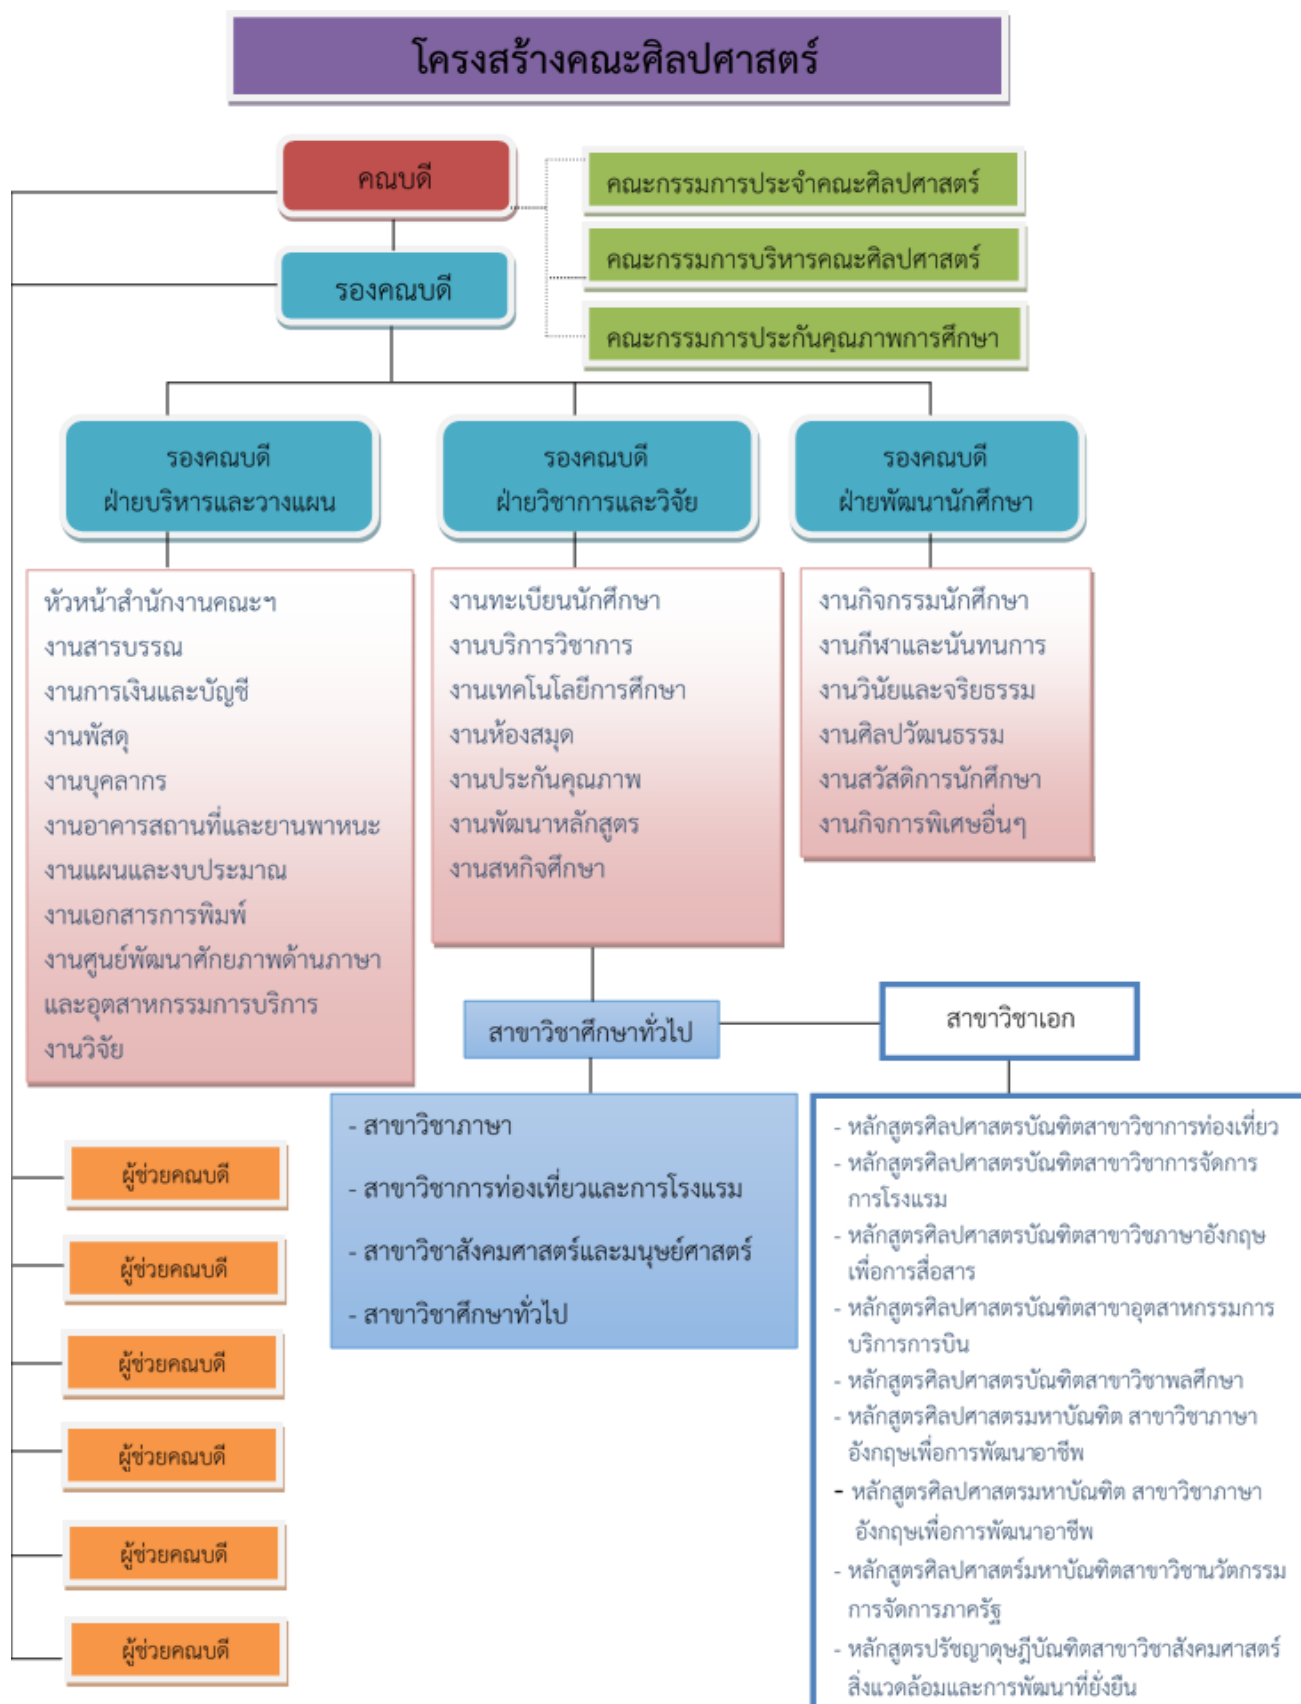 โครงสร้างคณะศิลปศาสตร์
คณบดี
คณะกรรมการประจำคณะศิลปศาสตร์
คณะกรรมการบริหารคณะศิลปศาสตร์
รองคณบดี
คณะกรรมการประกันคุณภาพการศึกษา
รองคณบดี
ฝ่ายบริหารและวางแผน
รองคณบดี
ฝ่ายวิชาการและวิจัย
รองคณบดี
ฝ่ายพัฒนานักศึกษา
หัวหน้าสำนักงานคณะฯ
งานสารบรรณ
งานการเงินและบัญชี
งานพัสดุ
งานบุคลากร
งานอาคารสถานที่และยานพาหนะ
งานแผนและงบประมาณ
งานเอกสารการพิมพ์
งานศูนย์พัฒนาศักยภาพด้านภาษา
และอุตสาหกรรมการบริการ
งานวิจัย
งานทะเบียนนักศึกษา
งานบริการวิชาการ
งานเทคโนโลยีการศึกษา
งานห้องสมุด
งานประกันคุณภาพ
งานพัฒนาหลักสูตร
งานสหกิจศึกษา
งานกิจกรรมนักศึกษา
งานกีฬาและนันทนการ
งานวินัยและจริยธรรม
งานศิลปวัฒนธรรม
งานสวัสดิการนักศึกษา
งานกิจการพิเศษอื่นๆ
สาขาวิชาศึกษาทั่วไป
สาขาวิชาเอก
- สาขาวิชาภาษา
- สาขาวิชาการท่องเที่ยวและการโรงแรม
- สาขาวิชาสังคมศาสตร์และมนุษย์ศาสตร์
- สาขาวิชาศึกษาทั่วไป
- หลักสูตรศิลปศาสตรบัณฑิตสาขาวิชาการท่องเที่ยว
- หลักสูตรศิลปศาสตรบัณฑิตสาขาวิชาการจัดการ
การโรงแรม
- หลักสูตรศิลปศาสตรบัณฑิตสาขาวิชภาษาอังกฤษ
เพื่อการสื่อสาร
- หลักสูตรศิลปศาสตรบัณฑิตสาขาอุตสาหกรรมการ
บริการการบิน
- หลักสูตรศิลปศาสตรบัณฑิตสาขาวิชาพลศึกษา
- หลักสูตรศิลปศาสตรมหาบัณฑิต สาขาวิชาภาษา
อังกฤษเพื่อการพัฒนาอาชีพ
- หลักสูตรศิลปศาสตรมหาบัณฑิต สาขาวิชาภาษา
อังกฤษเพื่อการพัฒนาอาชีพ
- หลักสูตรศิลปศาสตร์มหาบัณฑิตสาขาวิชานวัตกรรม
การจัดการภาครัฐ
- หลักสูตรปรัชญาดุษฎีบัณฑิตสาขาวิชาสังคมศาสตร์
สิ่งแวดล้อมและการพัฒนาที่ยั่งยืน
ผู้ช่วยคณบดี
ผู้ช่วยคณบดี
ผู้ช่วยคณบดี
ผู้ช่วยคณบดี
ผู้ช่วยคณบดี
ผู้ช่วยคณบดี